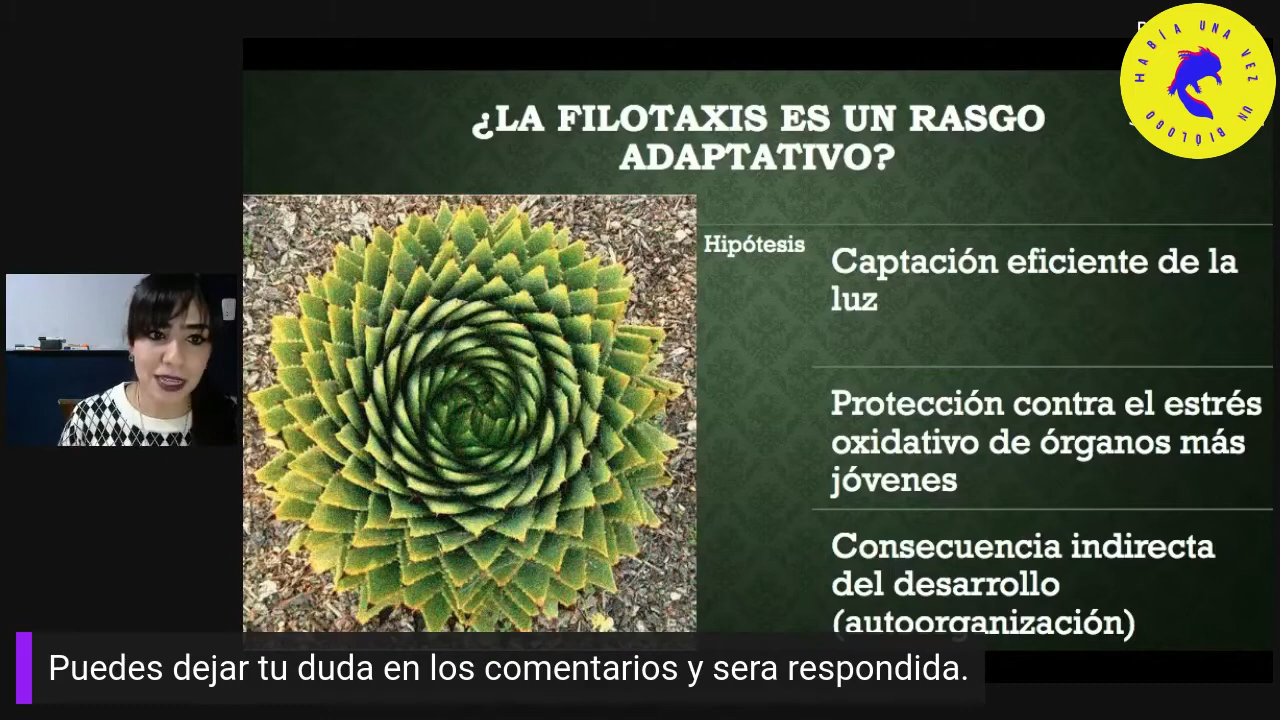 HABÍA UNA VEZ UN BIÓLOGO
¿LA FILOTAXIS ES UN RASGO
ADAPTATIVO?
Hipótesis
Captación eficiente de la
luz
Protección contra el estrés
oxidativo de órganos más
jóvenes
Consecuencia indirecta
del desarrollo
(autoorganización)
Puedes dejar tu duda en los comentarios y sera respondida.